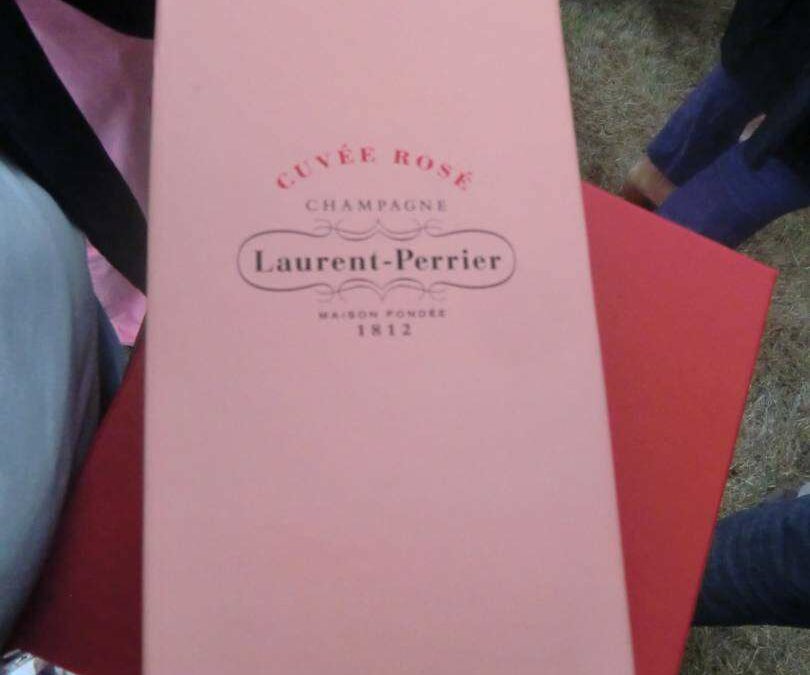 CUVÉE ROSÉ
CHAMPAGNE
Laurent-Perrier
MAISON FONDÉE
1812